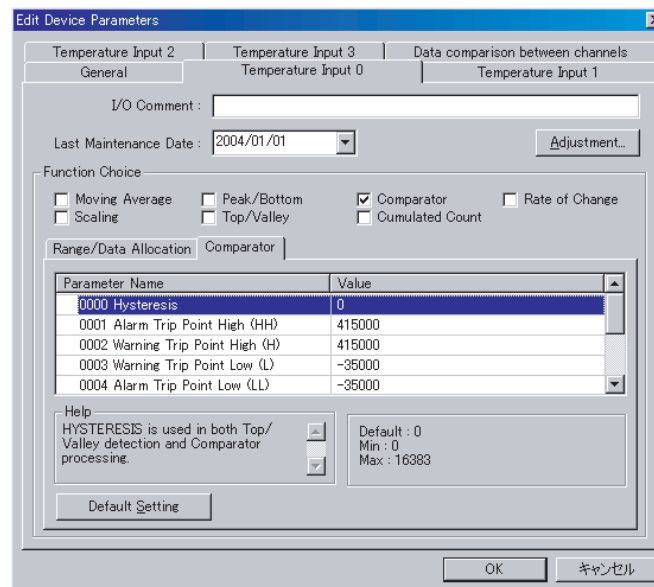 Edit Device Parameters
Temperature Input 2 Temperature Input 3 Data comparison between channels
General Temperature Input 0 Temperature Input 1
I/O Comment :
Last Maintenance Date : 2004/01/01 Adjustment...
Function Choice
Moving Average Peak/Bottom Comparator Rate of Change
Scaling Top/Valley Cumulated Count
Range/Data Allocation Comparator
Parameter Name Value
0000 Hysteresis 0
0001 Alarm Trip Point High (HH) 415000
0002 Warning Trip Point High (H) 415000
0003 Warning Trip Point Low (L) -35000
0004 Alarm Trip Point Low (LL) -35000
Help
HYSTERESIS is used in both Top/
Valley detection and Comparator
processing.
Default : 0
Min : 0
Max : 16383
Default Setting
OK キャンセル